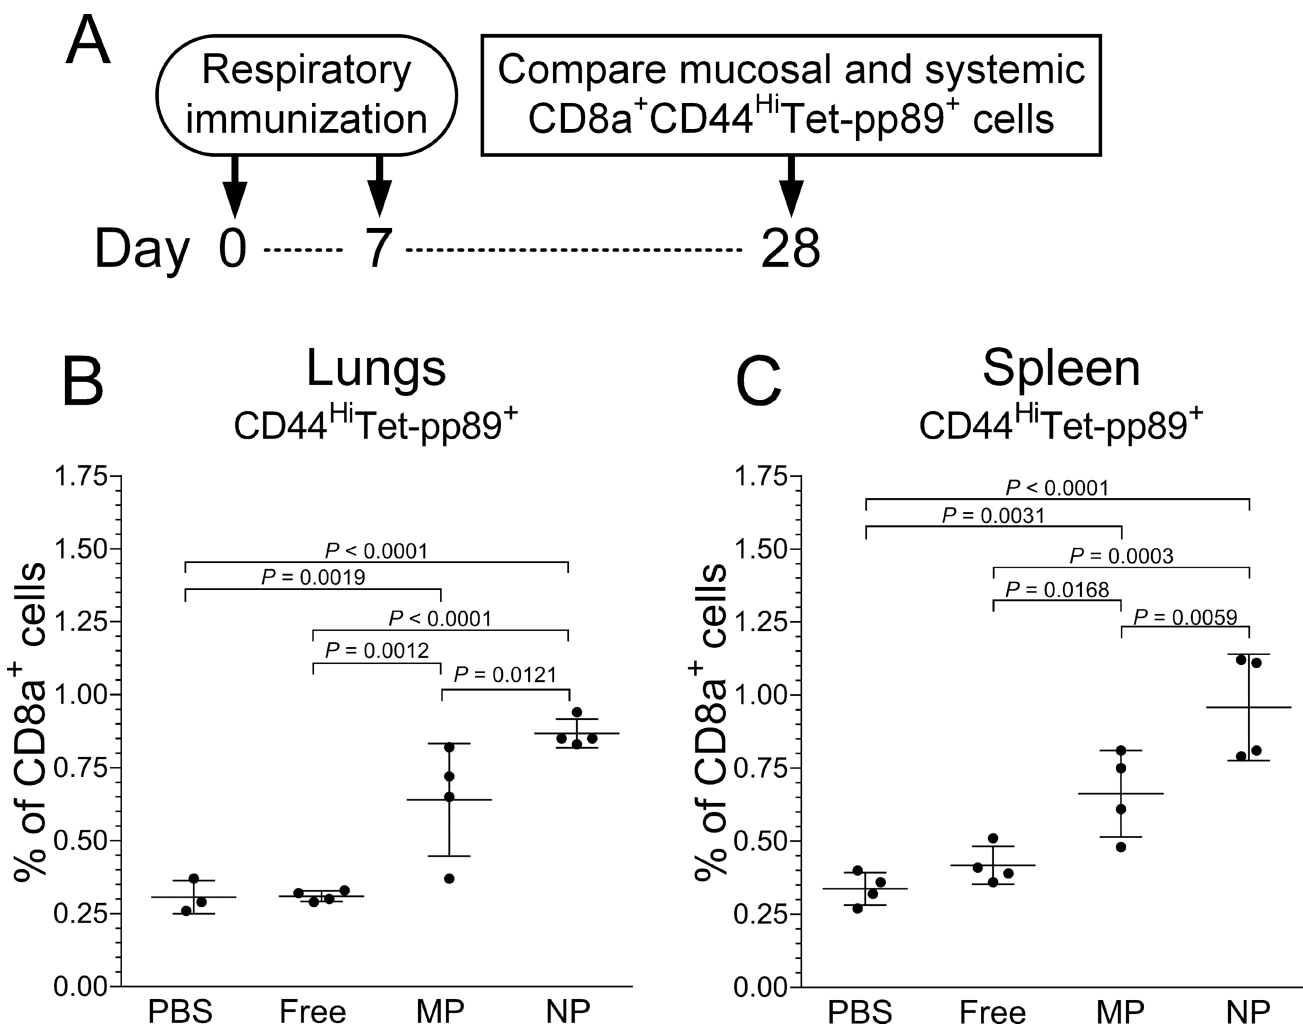 A
Respiratory
immunization
Compare mucosal and systemic
CD8a⁺CD44ᴴⁱTet-pp89⁺ cells
Day 0 7 28
B
Lungs
CD44ᴴⁱTet-pp89⁺
% of CD8a⁺ cells
1.75
1.50
1.25
1.00
0.75
0.50
0.25
0.00
P < 0.0001
P = 0.0019
P < 0.0001
P = 0.0012
P = 0.0121
PBS Free MP NP
C
Spleen
CD44ᴴⁱTet-pp89⁺
% of CD8a⁺ cells
1.75
1.50
1.25
1.00
0.75
0.50
0.25
0.00
P < 0.0001
P = 0.0031
P = 0.0003
P = 0.0168
P = 0.0059
PBS Free MP NP